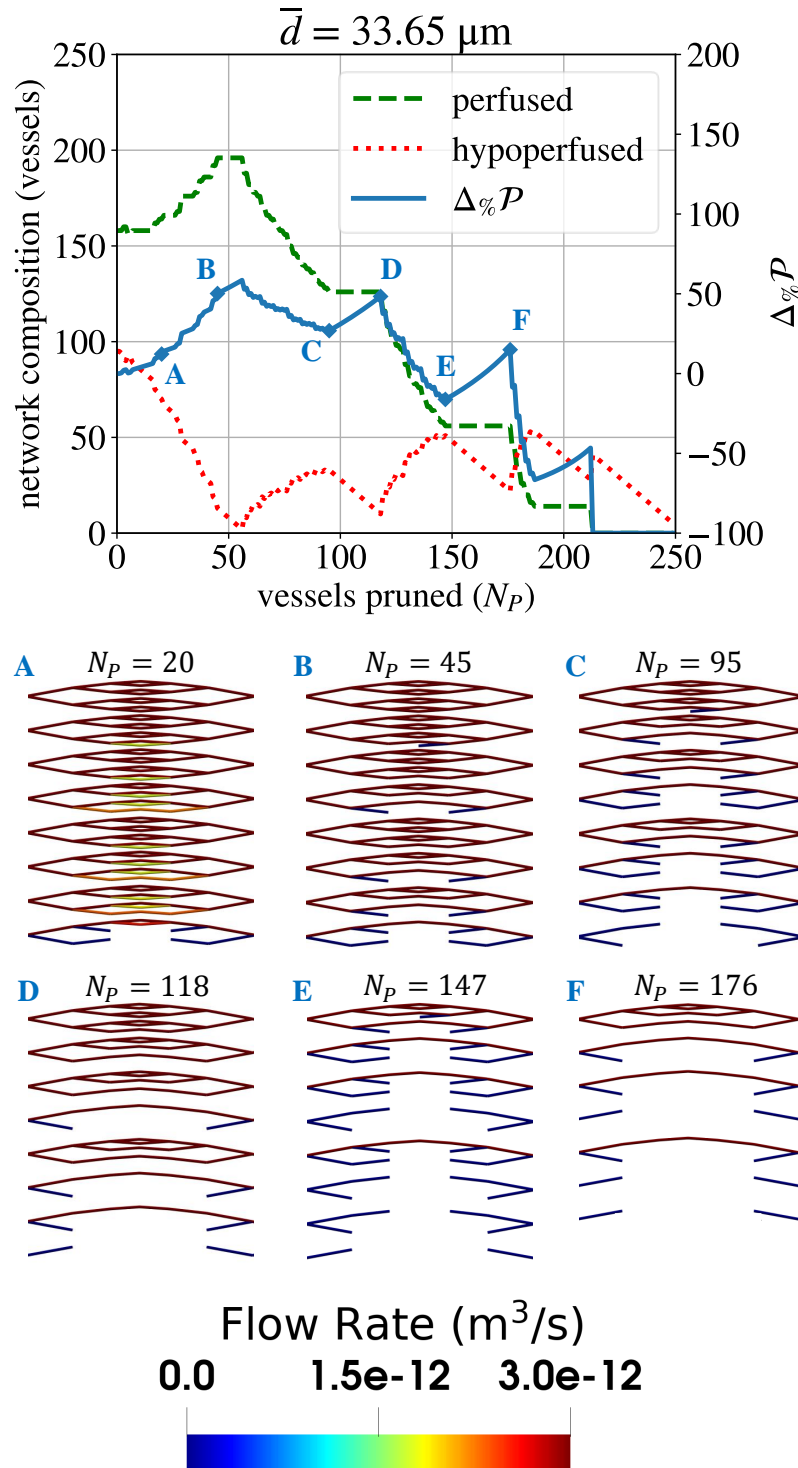 d̅ = 33.65 μm
250
200
150
100
50
0
network composition (vessels)
200
150
100
50
0
−50
−100
Δ%𝒫
perfused
hypoperfused
Δ%𝒫
A
B
C
D
E
F
0
50
100
150
200
250
vessels pruned (N_P)
A N_P = 20
B N_P = 45
C N_P = 95
D N_P = 118
E N_P = 147
F N_P = 176
Flow Rate (m³/s)
0.0 1.5e-12 3.0e-12